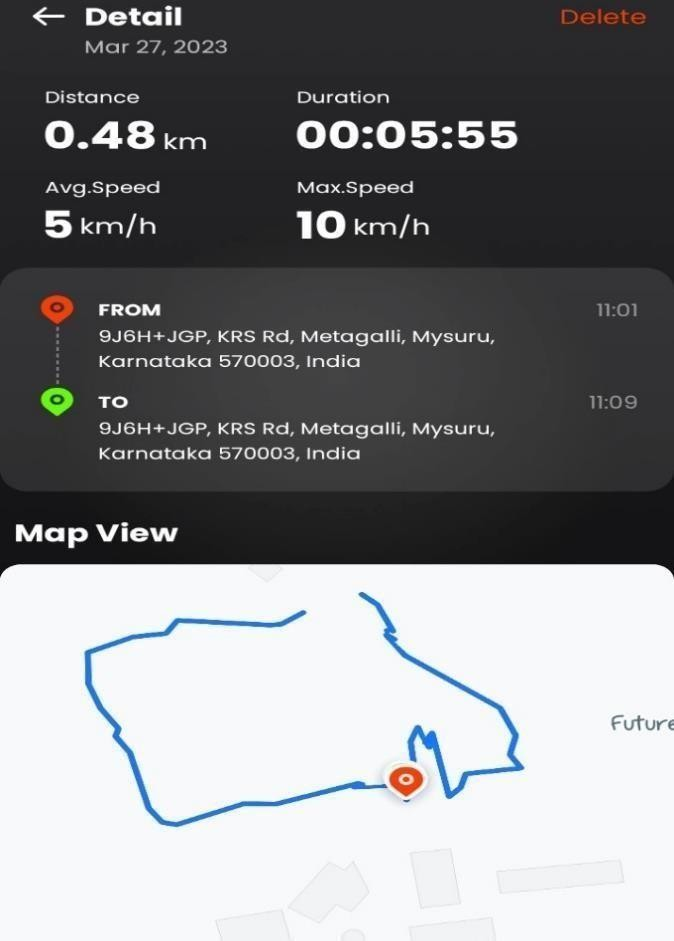 Detail
Delete
Mar 27, 2023
Distance
Duration
0.48 km
00:05:55
Avg.Speed
Max.Speed
5 km/h
10 km/h
FROM
11:01
9J6H+JGP, KRS Rd, Metagalli, Mysuru,
Karnataka 570003, India
TO
11:09
9J6H+JGP, KRS Rd, Metagalli, Mysuru,
Karnataka 570003, India
Map View
Future